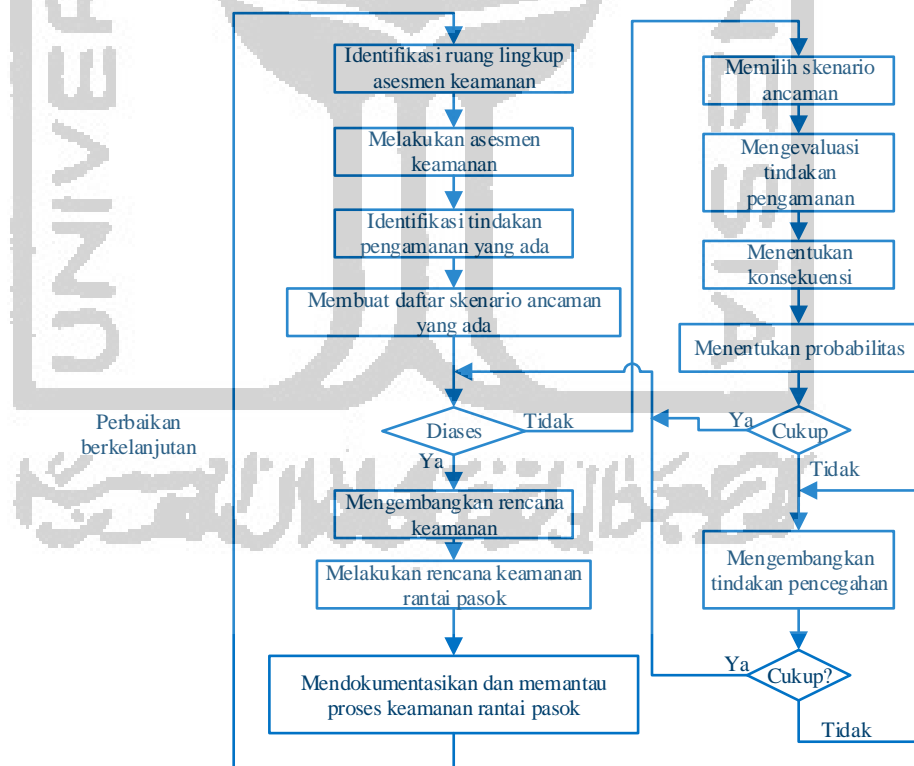 Identifikasi ruang lingkup
asesmen keamanan
Melakukan asesmen
keamanan
Identifikasi tindakan
pengamanan yang ada
Membuat daftar skenario ancaman
yang ada
Diases
Tidak
Ya
Mengembangkan rencana
keamanan
Melakukan rencana keamanan
rantai pasok
Mendokumentasikan dan memantau
proses keamanan rantai pasok
Perbaikan
berkelanjutan
Memilih skenario
ancaman
Mengevaluasi
tindakan
pengamanan
Menentukan
konsekuensi
Menentukan probabilitas
Ya
Cukup
Tidak
Mengembangkan
tindakan pencegahan
Ya
Cukup?
Tidak
UNIVER